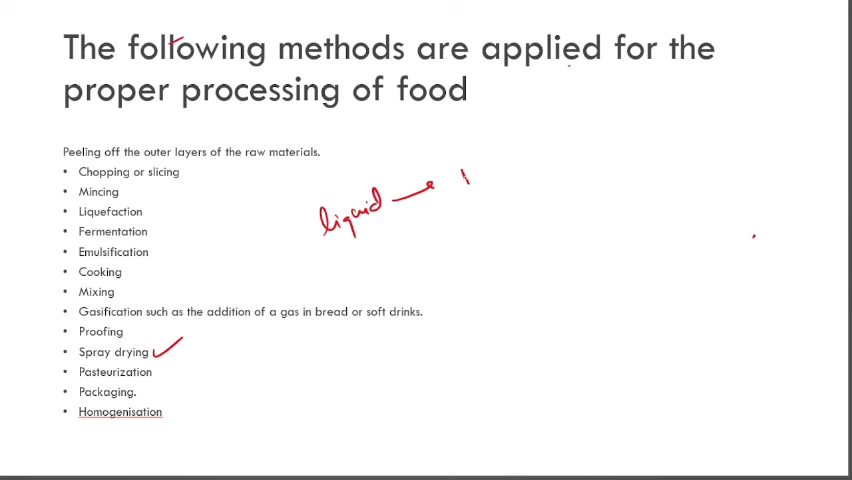 The following methods are applied for the
proper processing of food
Peeling off the outer layers of the raw materials.
• Chopping or slicing
• Mincing
• Liquefaction
• Fermentation
• Emulsification
• Cooking
• Mixing
• Gasification such as the addition of a gas in bread or soft drinks.
• Proofing
• Spray drying
• Pasteurization
• Packaging.
• Homogenisation
liquid